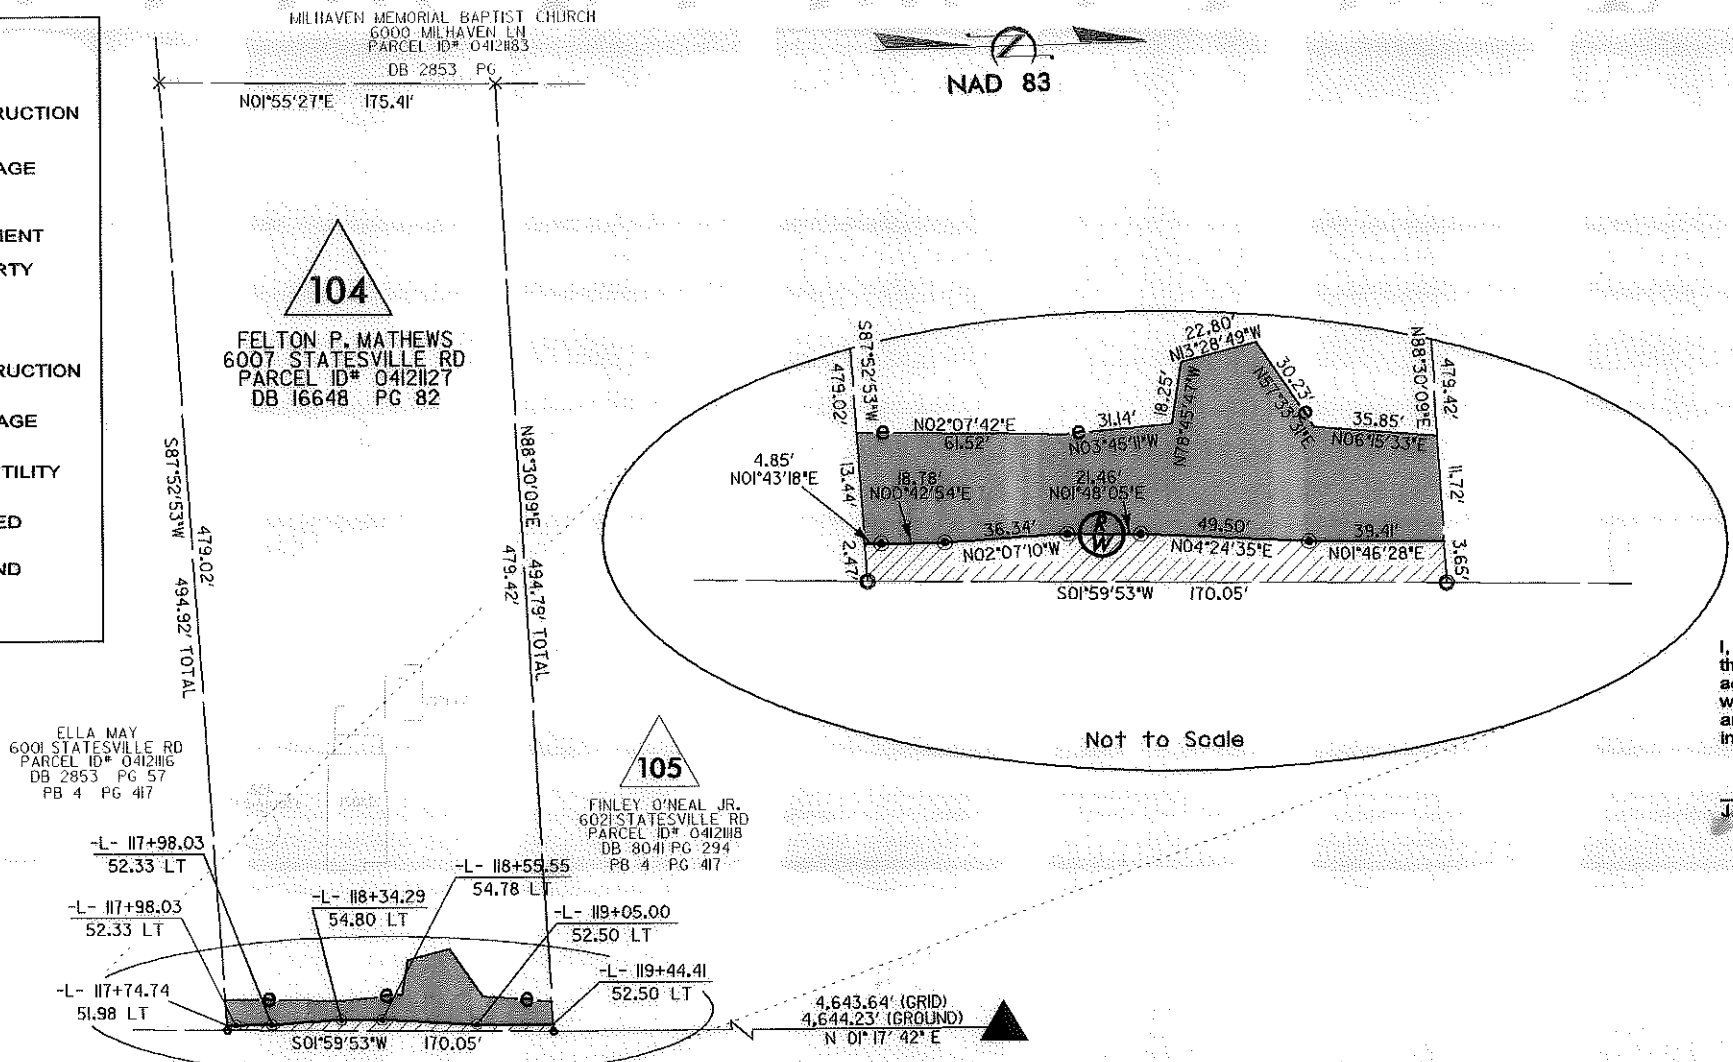 MILHAVEN MEMORIAL BAPTIST CHURCH
6000 MILHAVEN LN
PARCEL ID# 04121183
DB 2853 PG
N01°55'27"E 175.41'
NAD 83
RUCTION
AGE
MENT
RTY
RUCTION
AGE
TILITY
ED
ND
104
FELTON P. MATHEWS
6007 STATESVILLE RD
PARCEL ID# 04121127
DB 16648 PG 82
S87°52'53"W 479.02'
494.92' TOTAL
N88°30'09"E 479.42'
494.79' TOTAL
S87°52'53"W
479.02'
N02°07'42"E
61.52'
31.14'
N03°45'11"W
18.25'
N78°45'47"W
22.80'
N13°28'49"W
30.23'
N57°33'31"E
35.85'
N06°15'33"E
N88°30'09"E
479.42'
4.85'
N01°43'18"E
13.44'
18.78'
N00°42'54"E
21.46'
N01°48'05"E
11.72'
2.47'
36.34'
N02°07'10"W
R/W
49.50'
N04°24'35"E
39.41'
N01°46'28"E
3.65'
S01°59'53"W 170.05'
Not to Scale
I,
th
ac
w
an
in
J
ELLA MAY
6001 STATESVILLE RD
PARCEL ID# 04121116
DB 2853 PG 57
PB 4 PG 417
105
FINLEY O'NEAL JR.
6021 STATESVILLE RD
PARCEL ID# 04121118
DB 8041 PG 294
PB 4 PG 417
-L- 117+98.03
52.33 LT
-L- 117+98.03
52.33 LT
-L- 117+74.74
51.98 LT
-L- 118+34.29
54.80 LT
-L- 118+55.55
54.78 LT
-L- 119+05.00
52.50 LT
-L- 119+44.41
52.50 LT
e e e
e e e
S01°59'53"W 170.05'
4,643.64' (GRID)
4,644.23' (GROUND)
N 01°17'42" E